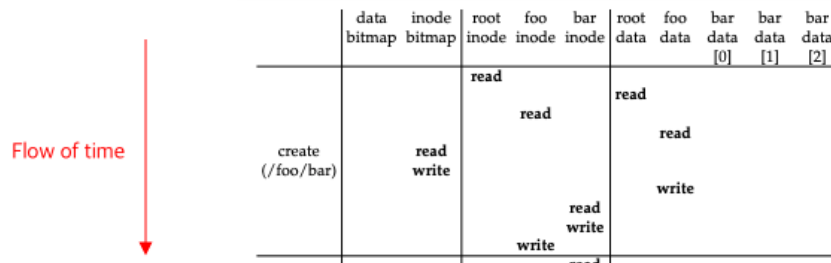 data inode root foo bar root foo bar bar bar
bitmap bitmap inode inode inode data data data data data
[0] [1] [2]
read
read
read
Flow of time
read
create read
(/foo/bar) write
write
read
write
write
read